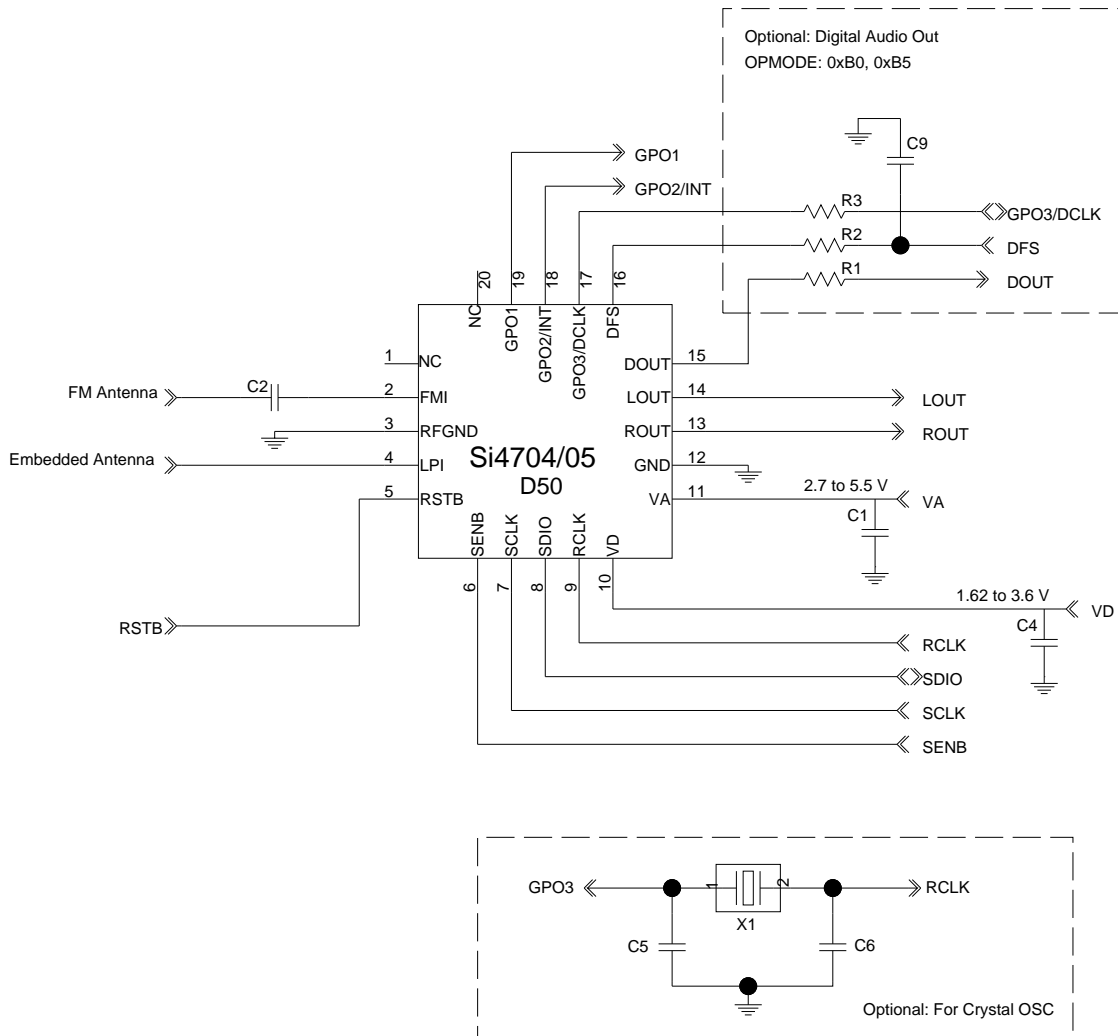 Optional: Digital Audio Out
OPMODE: 0xB0, 0xB5
C9
GPO1
GPO2/INT
R3
GPO3/DCLK
R2
DFS
R1
DOUT
20
19
18
17
16
NC
GPO1
GPO2/INT
GPO3/DCLK
DFS
1
NC
DOUT
15
FM Antenna
C2
2
FMI
LOUT
14
LOUT
3
RFGND
ROUT
13
ROUT
Embedded Antenna
4
LPI
Si4704/05
D50
GND
12
5
RSTB
VA
11
2.7 to 5.5 V
VA
C1
SENB
SCLK
SDIO
RCLK
VD
6
7
8
9
10
1.62 to 3.6 V
VD
C4
RSTB
RCLK
SDIO
SCLK
SENB
GPO3
1
2
RCLK
X1
C5
C6
Optional: For Crystal OSC